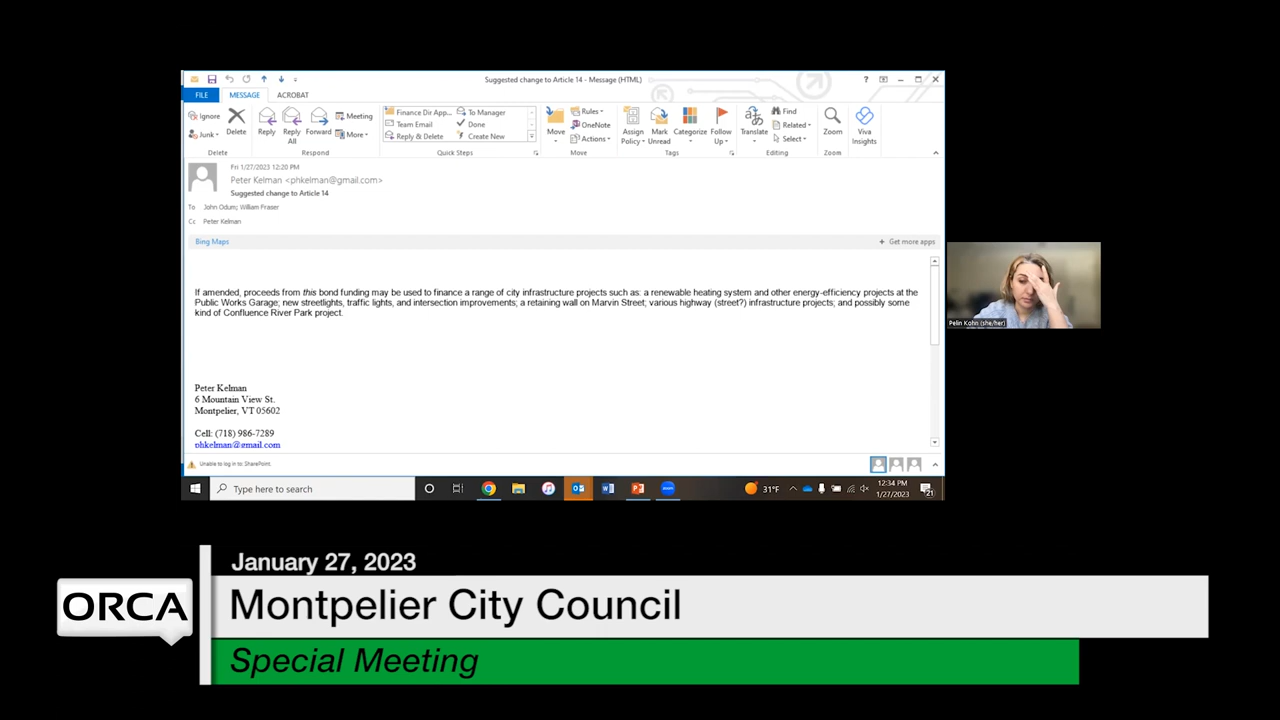 Suggested change to Article 14 - Message (HTML)
FILE MESSAGE ACROBAT
Ignore
Junk
Delete
Reply
Reply All
Forward
Meeting
More
Finance Dir App...
Team Email
Reply & Delete
To Manager
Done
Create New
Move
Rules
OneNote
Actions
Assign Policy
Mark Unread
Categorize
Follow Up
Translate
Find
Related
Select
Zoom
Viva Insights
Delete Respond Quick Steps Move Tags Editing Zoom
Fri 1/27/2023 12:20 PM
Peter Kelman <phkelman@gmail.com>
Suggested change to Article 14
To John Odum; William Fraser
Cc Peter Kelman
Bing Maps + Get more apps
If amended, proceeds from this bond funding may be used to finance a range of city infrastructure projects such as: a renewable heating system and other energy-efficiency projects at the
Public Works Garage; new streetlights, traffic lights, and intersection improvements; a retaining wall on Marvin Street; various highway (street?) infrastructure projects; and possibly some
kind of Confluence River Park project.
Peter Kelman
6 Mountain View St.
Montpelier, VT 05602
Cell: (718) 986-7289
phkelman@gmail.com
Unable to log in to SharePoint.
Type here to search
31°F
12:34 PM
1/27/2023
21
Pelin Kohn (she/her)
January 27, 2023
ORCA
Montpelier City Council
Special Meeting